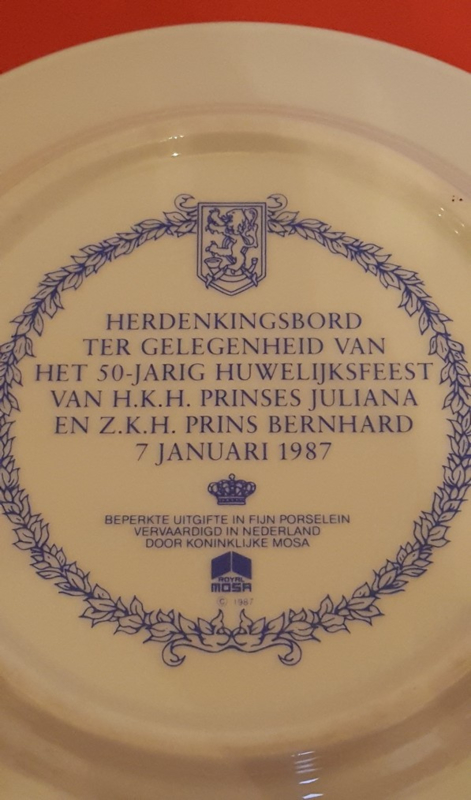 HERDENKINGSBORD
TER GELEGENHEID VAN
HET 50-JARIG HUWELIJKSFEEST
VAN H.K.H. PRINSES JULIANA
EN Z.K.H. PRINS BERNHARD
7 JANUARI 1987
BEPERKTE UITGIFTE IN FIJN PORSELEIN
VERVAARDIGD IN NEDERLAND
DOOR KONINKLIJKE MOSA
ROYAL
MOSA
© 1987